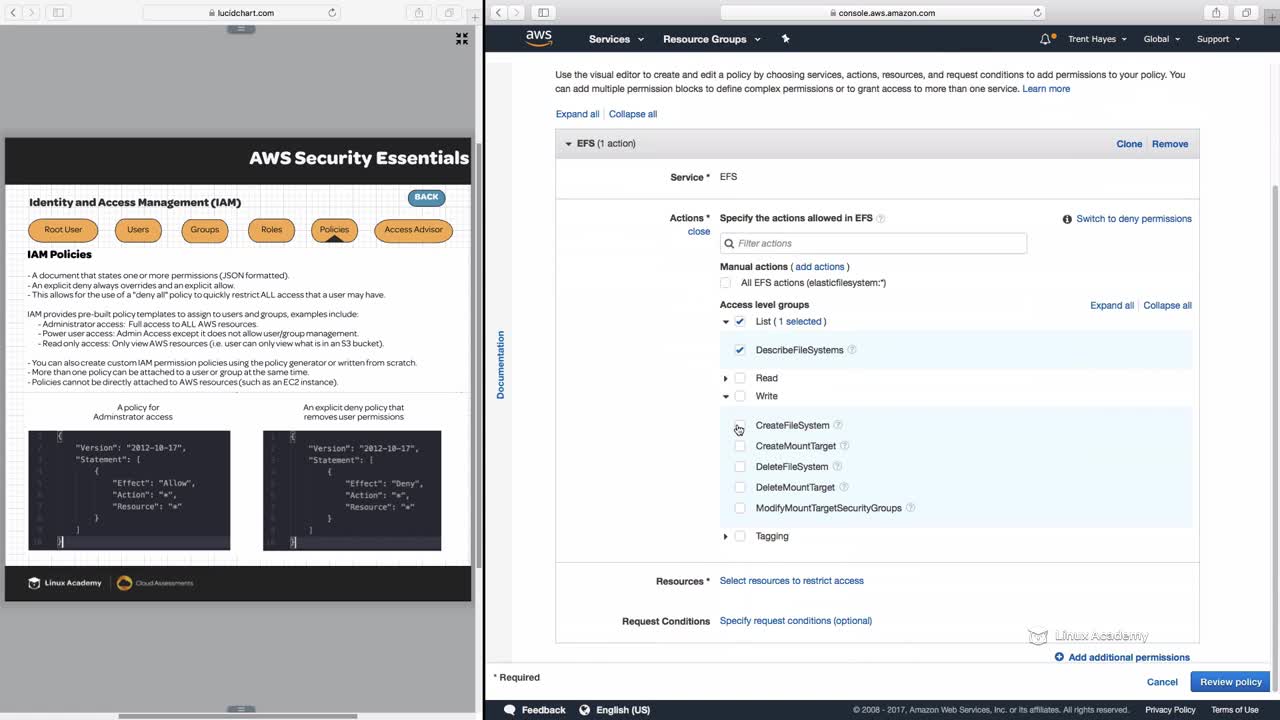 lucidchart.com
AWS Security Essentials
BACK
Identity and Access Management (IAM)
Root User
Users
Groups
Roles
Policies
Access Advisor
IAM Policies
- A document that states one or more permissions (JSON formatted).
- An explicit deny always overrides and an explicit allow.
- This allows for the use of a "deny all" policy to quickly restrict ALL access that a user may have.
IAM provides pre-built policy templates to assign to users and groups, examples include:
- Administrator access: Full access to ALL AWS resources.
- Power user access: Admin Access except it does not allow user/group management.
- Read only access: Only view AWS resources (i.e. user can only view what is in an S3 bucket).
- You can also create custom IAM permission policies using the policy generator or written from scratch.
- More than one policy can be attached to a user or group at the same time.
- Policies cannot be directly attached to AWS resources (such as an EC2 instance).
A policy for
Adminstrator access
{
"Version": "2012-10-17",
"Statement": [
{
"Effect": "Allow",
"Action": "*",
"Resource": "*"
}
]
}
An explicit deny policy that
removes user permissions
{
"Version": "2012-10-17",
"Statement": [
{
"Effect": "Deny",
"Action": "*",
"Resource": "*"
}
]
}
Linux Academy
Cloud Assessments
console.aws.amazon.com
aws
Services
Resource Groups
Trent Hayes
Global
Support
Use the visual editor to create and edit a policy by choosing services, actions, resources, and request conditions to add permissions to your policy. You
can add multiple permission blocks to define complex permissions or to grant access to more than one service. Learn more
Expand all | Collapse all
EFS (1 action)
Clone | Remove
Service * EFS
Actions * Specify the actions allowed in EFS
close
Switch to deny permissions
Filter actions
Manual actions ( add actions )
All EFS actions (elasticfilesystem:*)
Access level groups
Expand all | Collapse all
List ( 1 selected )
DescribeFileSystems
Read
Write
CreateFileSystem
CreateMountTarget
DeleteFileSystem
DeleteMountTarget
ModifyMountTargetSecurityGroups
Tagging
Resources * Select resources to restrict access
Request Conditions Specify request conditions (optional)
Documentation
Linux Academy
Add additional permissions
* Required
Cancel
Review policy
Feedback
English (US)
© 2008 - 2017, Amazon Web Services, Inc. or its affiliates. All rights reserved.
Privacy Policy
Terms of Use